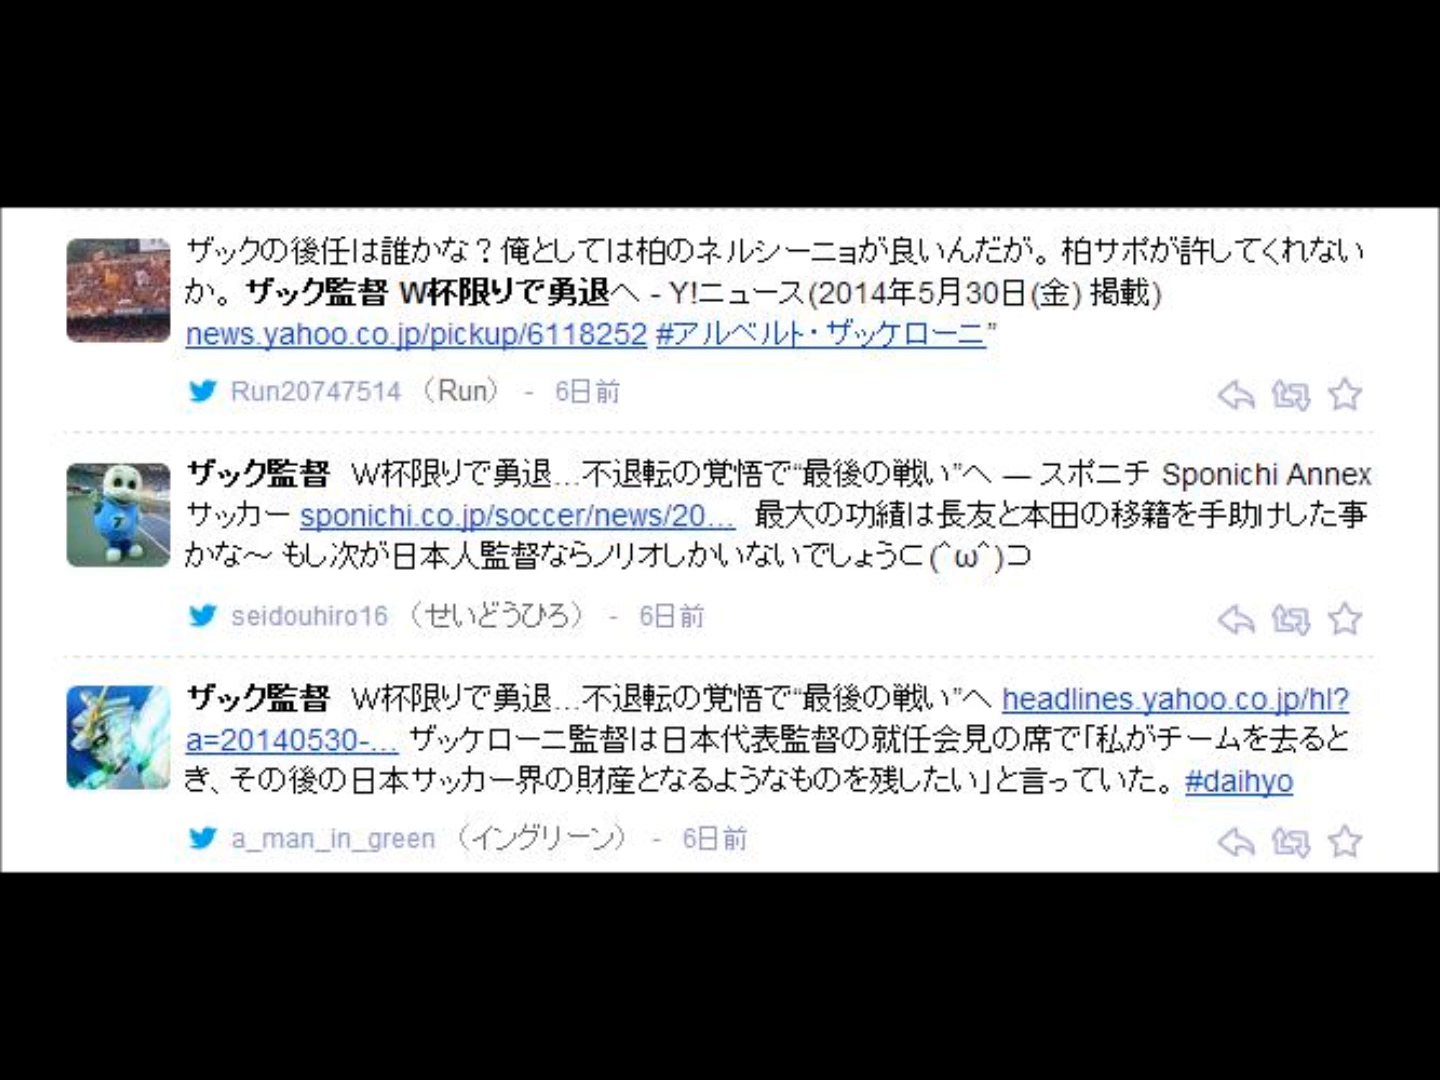 ザックの後任は誰かな？俺としては柏のネルシーニョが良いんだが。柏サポが許してくれない
か。ザック監督 W杯限りで勇退へ - Y!ニュース(2014年5月30日(金) 掲載)
news.yahoo.co.jp/pickup/6118252 #アルベルト・ザッケローニ”
Run20747514 （Run） - 6日前
ザック監督　W杯限りで勇退…不退転の覚悟で“最後の戦い”へ ― スポニチ Sponichi Annex
サッカー sponichi.co.jp/soccer/news/20… 最大の功績は長友と本田の移籍を手助けした事
かな～ もし次が日本人監督ならノリオしかいないでしょう⊂(^ω^)⊃
seidouhiro16 （せいどうひろ） - 6日前
ザック監督　W杯限りで勇退…不退転の覚悟で“最後の戦い”へ headlines.yahoo.co.jp/hl?
a=20140530-… ザッケローニ監督は日本代表監督の就任会見の席で「私がチームを去ると
き、その後の日本サッカー界の財産となるようなものを残したい」と言っていた。#daihyo
a_man_in_green （イングリーン） - 6日前